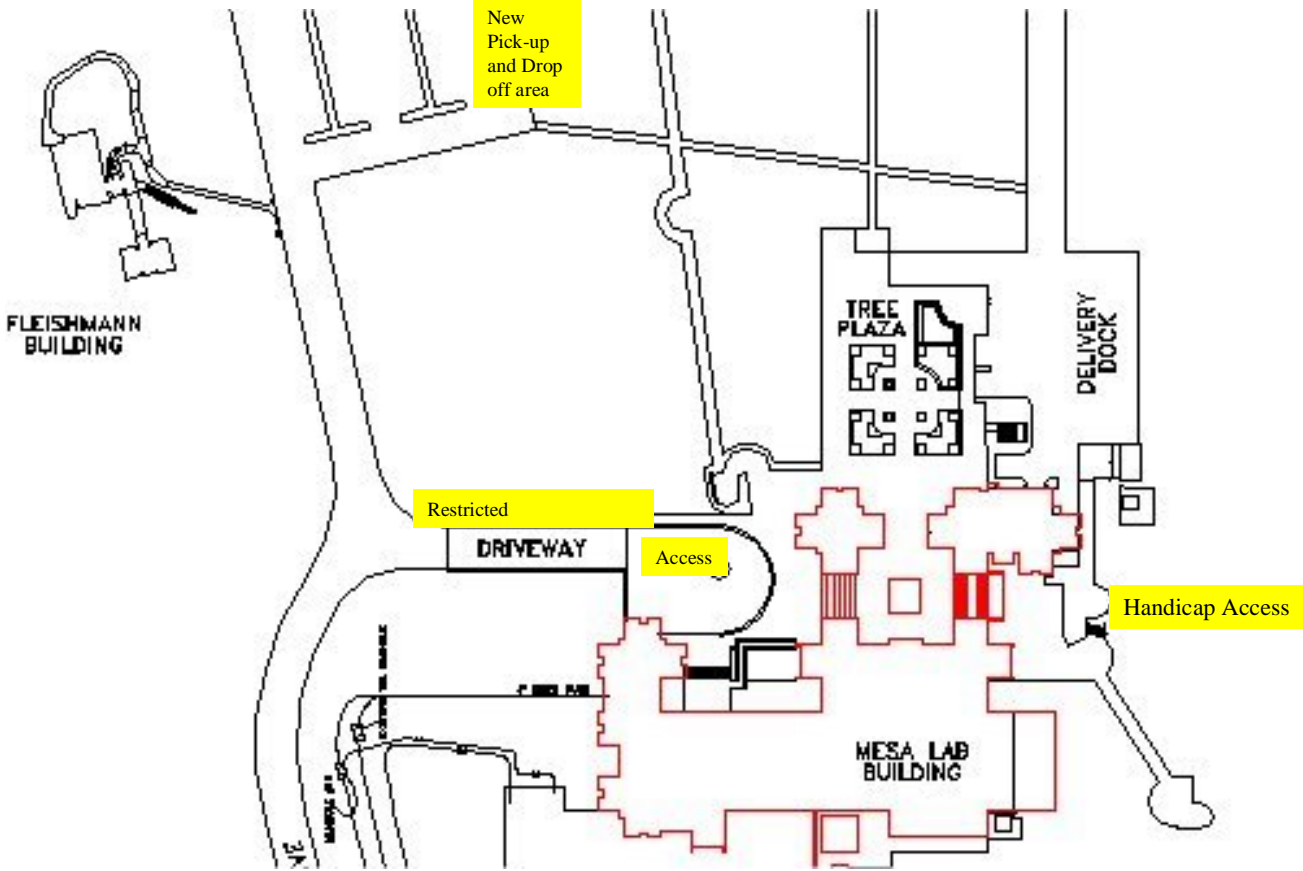 New
Pick-up
and Drop
off area
FLEISHMANN
BUILDING
TREE
PLAZA
DELIVERY
DOCK
Restricted
DRIVEWAY
Access
Handicap Access
MESA LAB
BUILDING